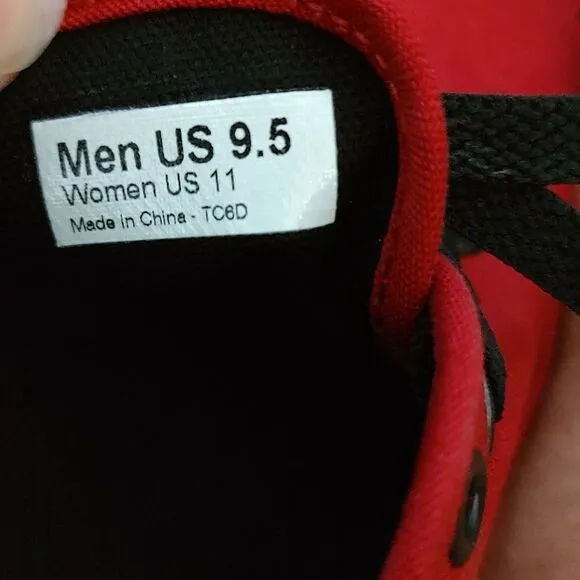 Men US 9.5
Women US 11
Made in China - TC6D